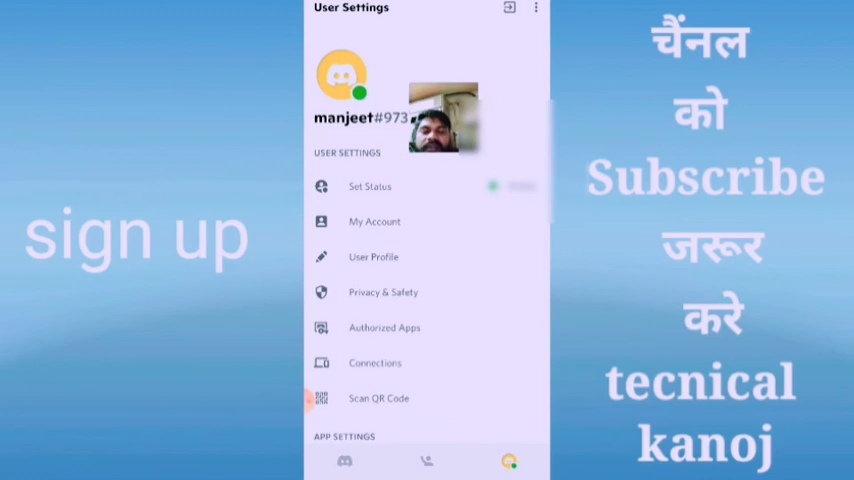 User Settings
manjeet#973
USER SETTINGS
Set Status
My Account
User Profile
Privacy & Safety
Authorized Apps
Connections
Scan QR Code
APP SETTINGS
sign up
चैंनल
को
Subscribe
जरूर
करे
tecnical
kanoj